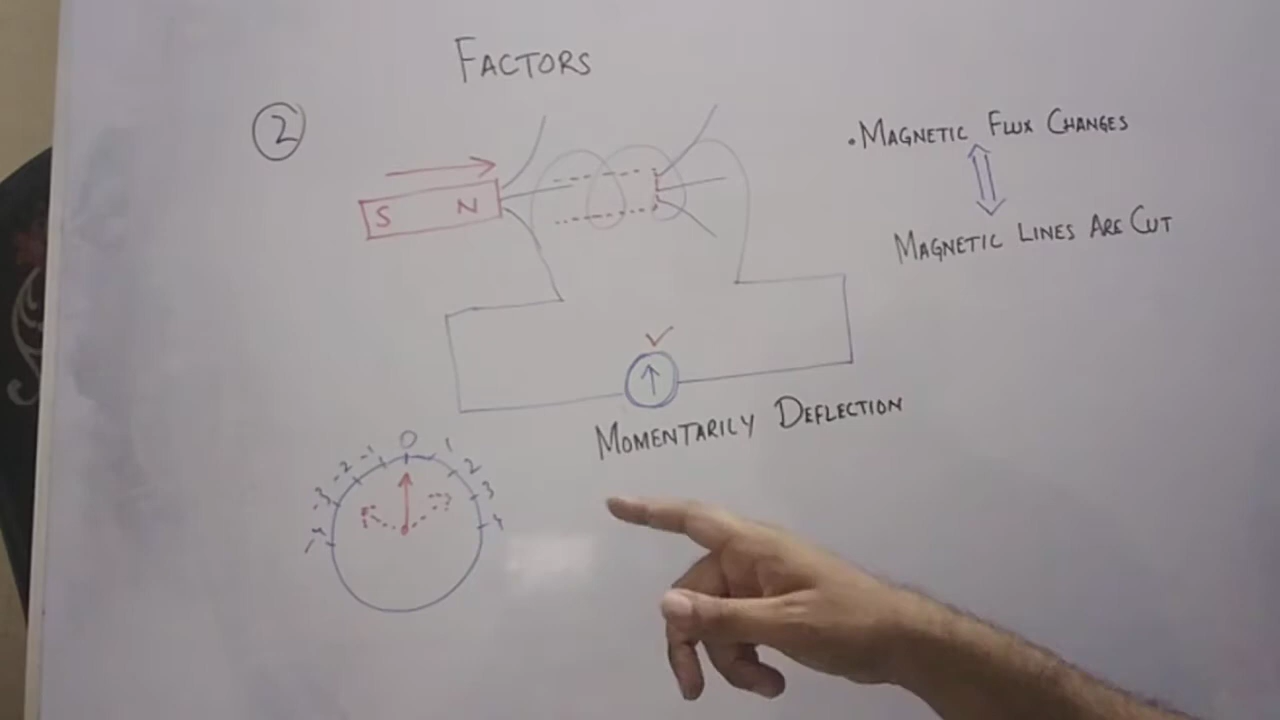 FACTORS
2
.MAGNETIC FLUX CHANGES
S N
MAGNETIC LINES ARE CUT
MOMENTARILY DEFLECTION
-4 -3 -2 -1 0 1 2 3 4